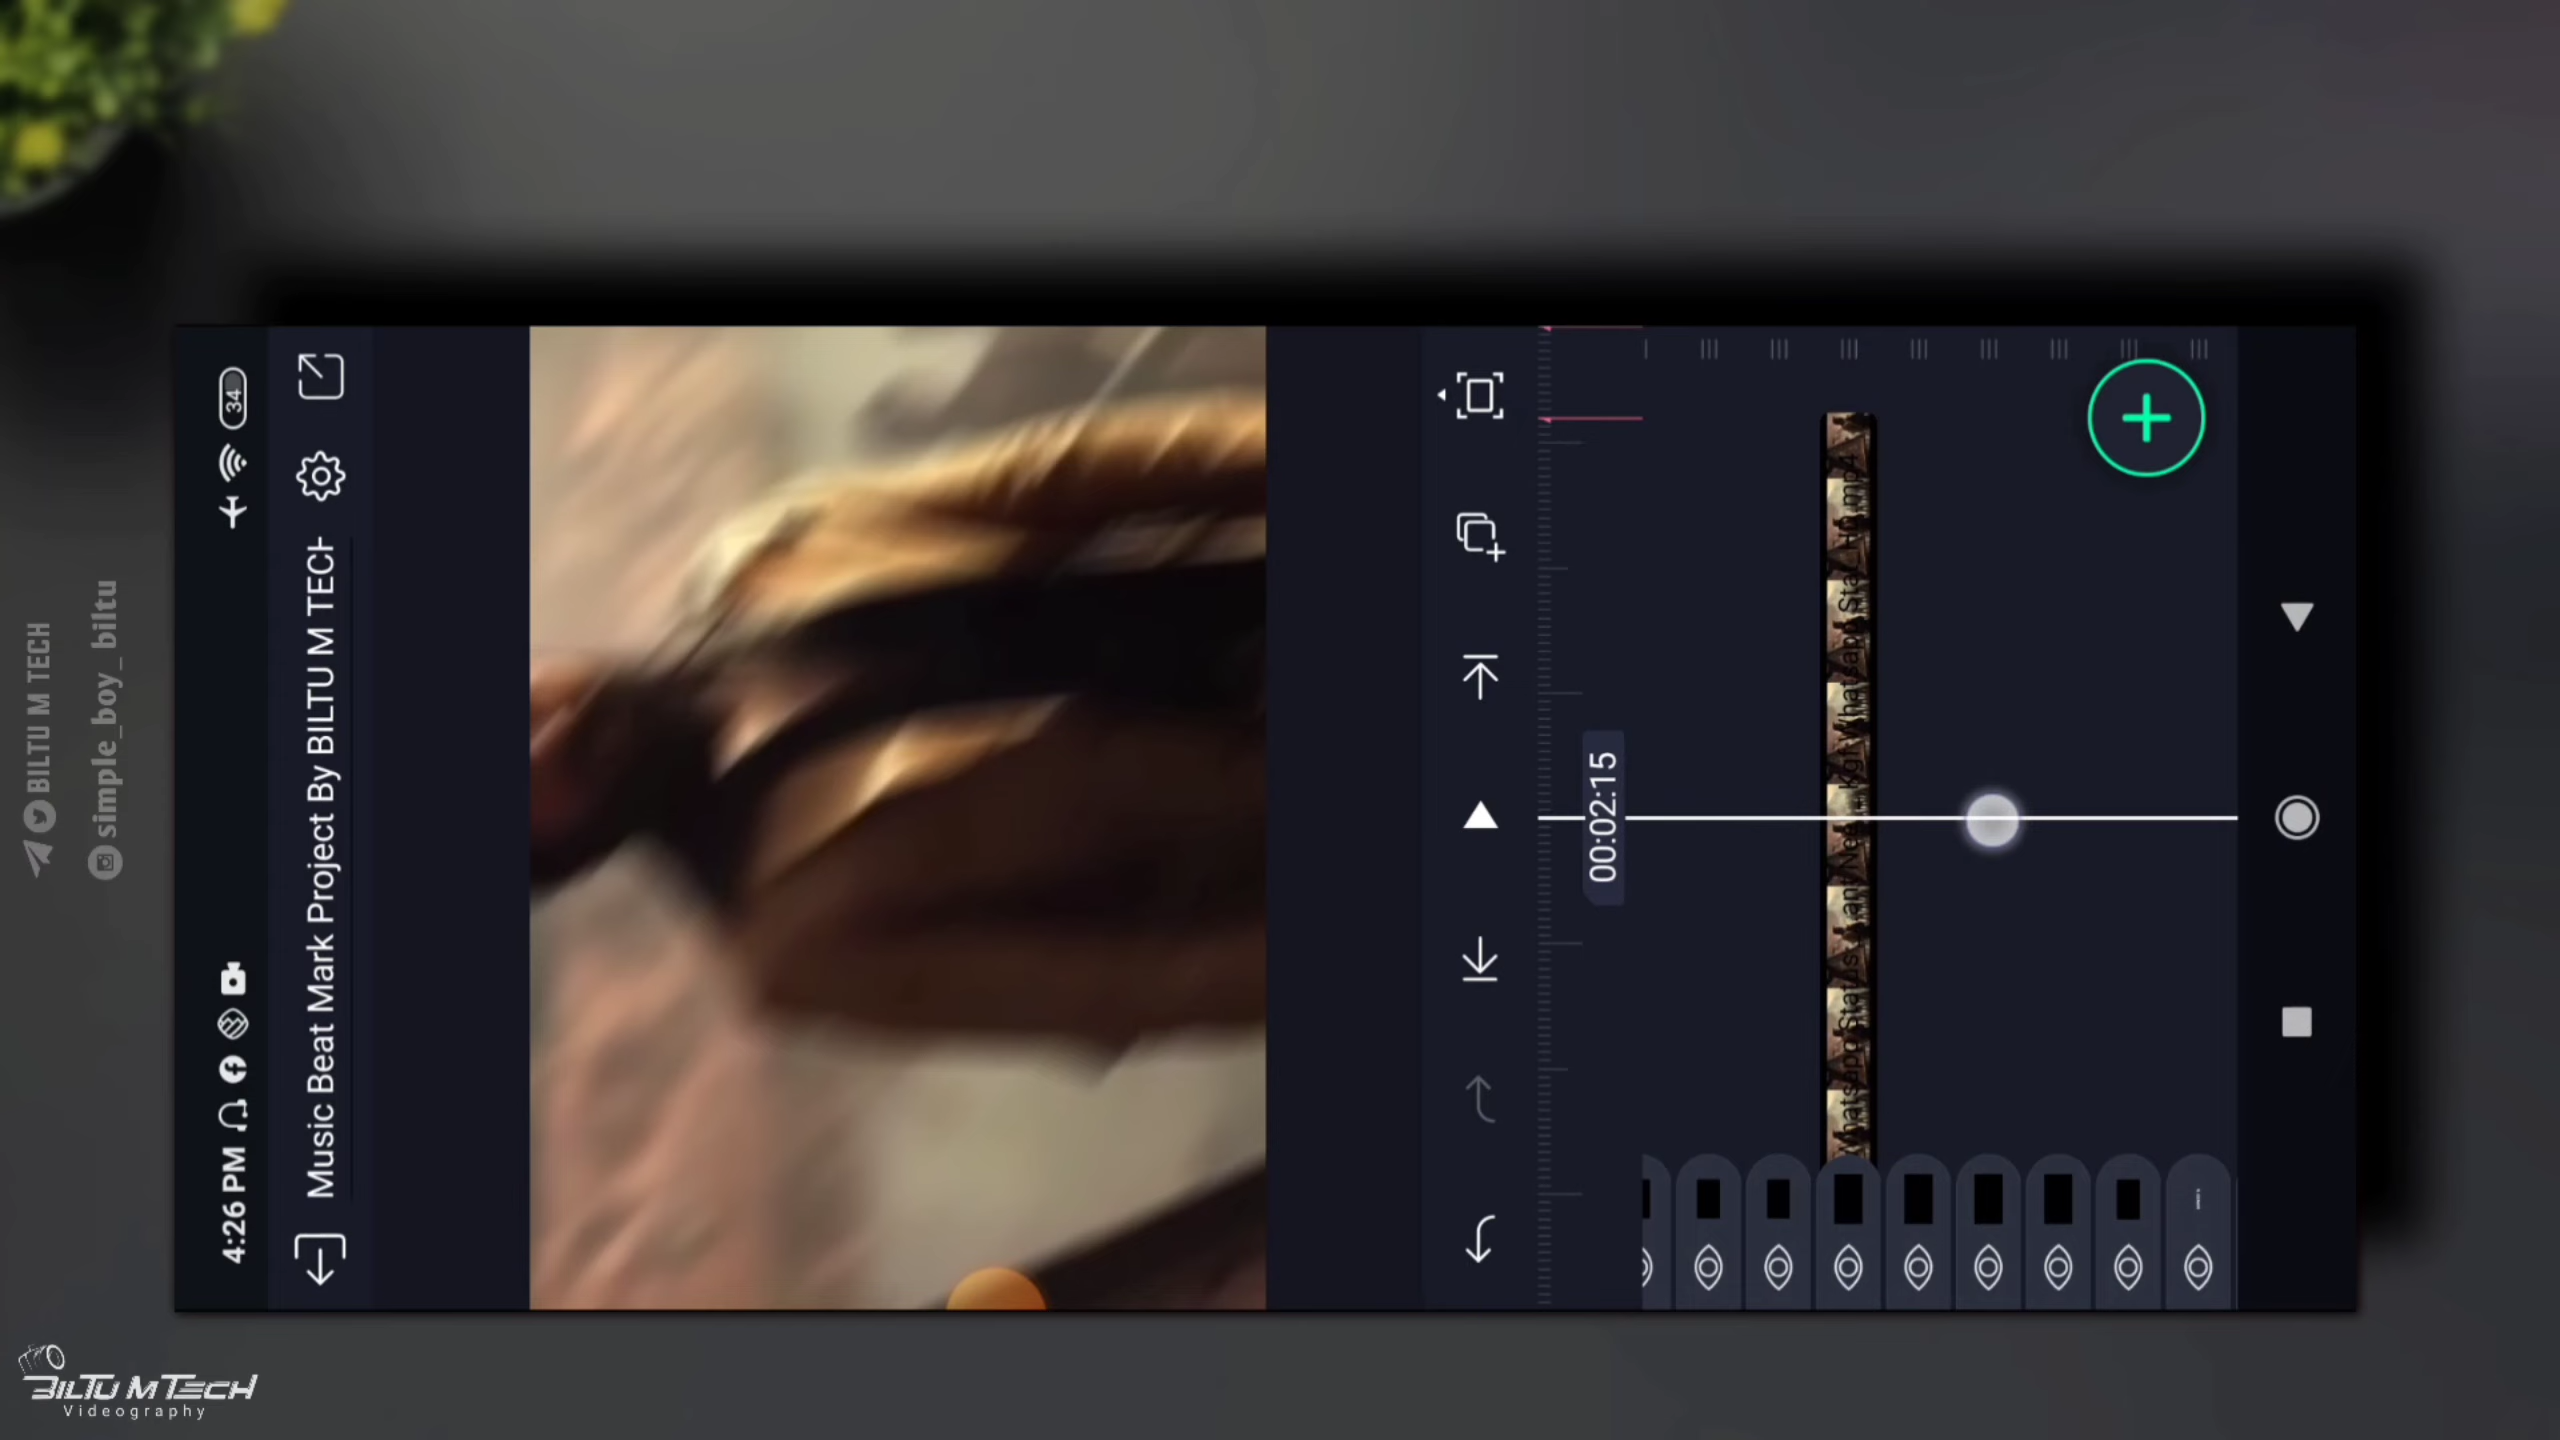 BILTU M TECH
simple_boy_biltu
4:26 PM
34
Music Beat Mark Project By BILTU M TECH
00:02:15
BILTU M TECH
Videography